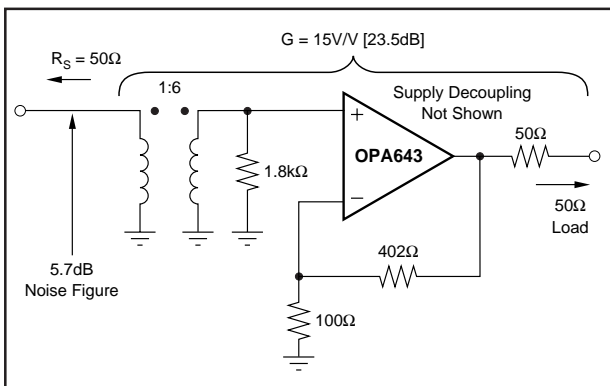 G = 15V/V [23.5dB]
R_S = 50Ω
1:6
Supply Decoupling
Not Shown
+
OPA643
50Ω
1.8kΩ
−
50Ω
Load
402Ω
5.7dB
Noise Figure
100Ω